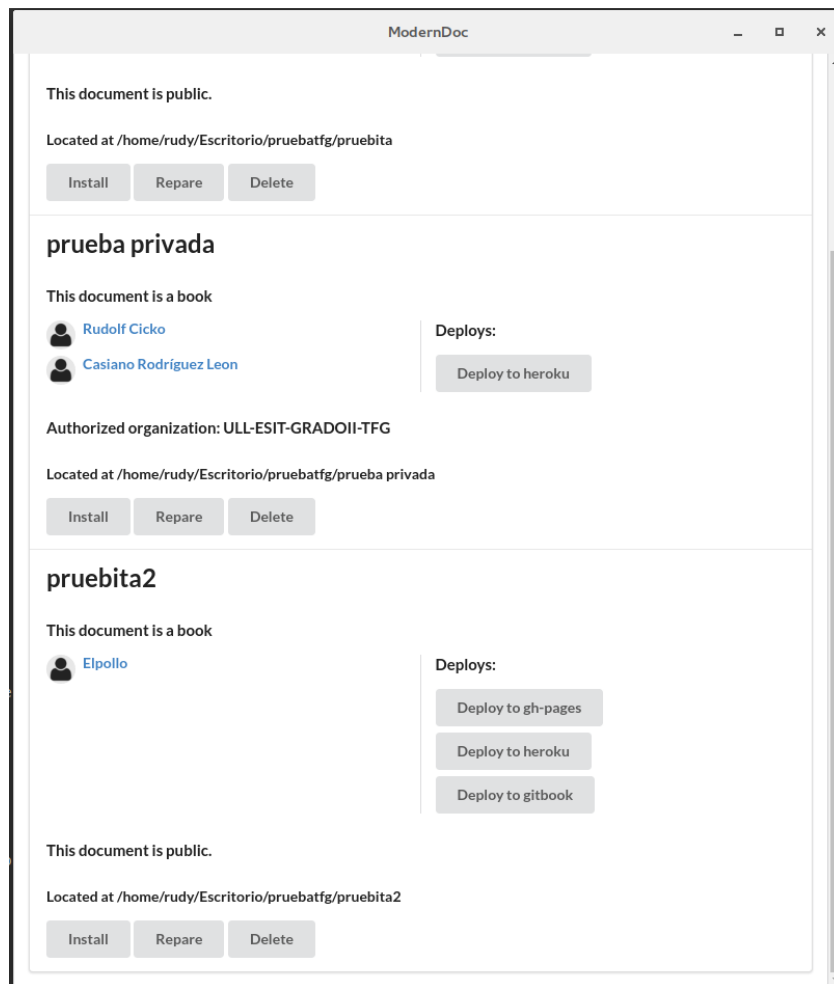 ModernDoc
This document is public.
Located at /home/rudy/Escritorio/pruebatfg/pruebita
Install Repare Delete
prueba privada
This document is a book
Rudolf Cicko
Casiano Rodríguez Leon
Deploys:
Deploy to heroku
Authorized organization: ULL-ESIT-GRADOII-TFG
Located at /home/rudy/Escritorio/pruebatfg/prueba privada
Install Repare Delete
pruebita2
This document is a book
Elpollo
Deploys:
Deploy to gh-pages
Deploy to heroku
Deploy to gitbook
This document is public.
Located at /home/rudy/Escritorio/pruebatfg/pruebita2
Install Repare Delete